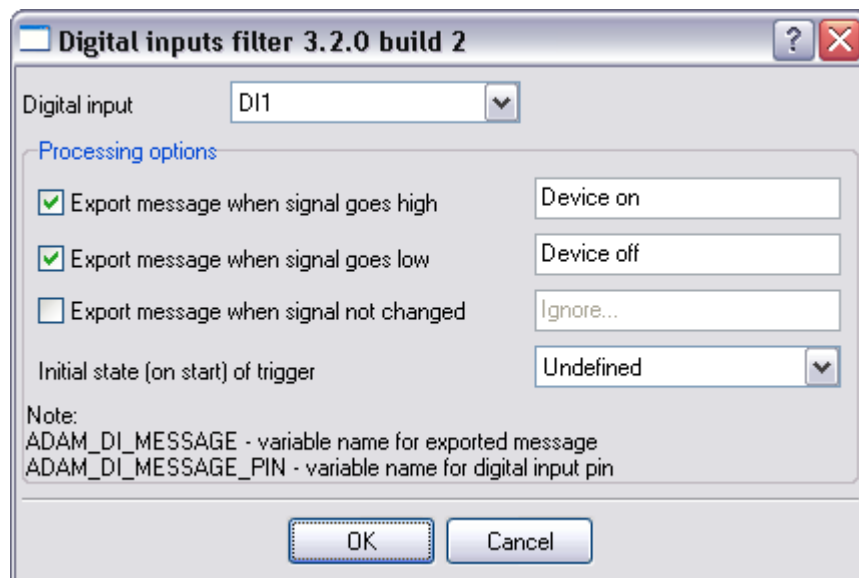 Digital inputs filter 3.2.0 build 2
Digital input DI1
Processing options
Export message when signal goes high Device on
Export message when signal goes low Device off
Export message when signal not changed Ignore...
Initial state (on start) of trigger Undefined
Note:
ADAM_DI_MESSAGE - variable name for exported message
ADAM_DI_MESSAGE_PIN - variable name for digital input pin
OK Cancel